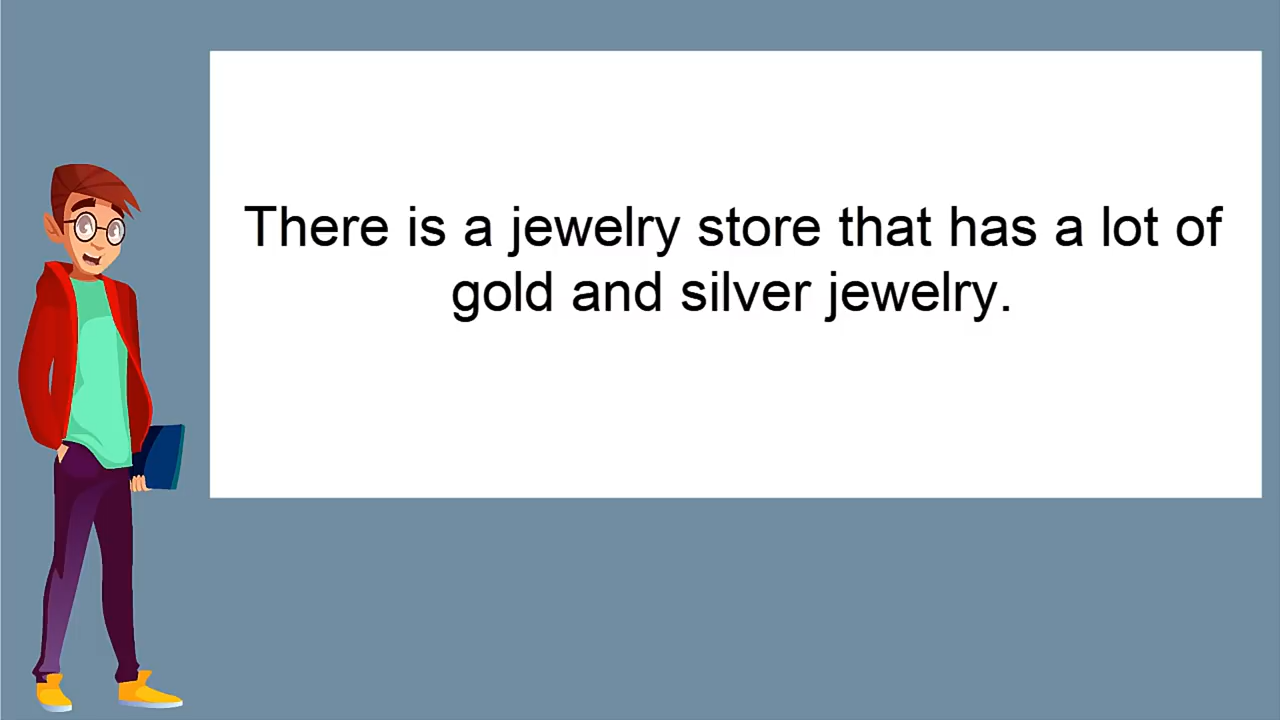 There is a jewelry store that has a lot of
gold and silver jewelry.